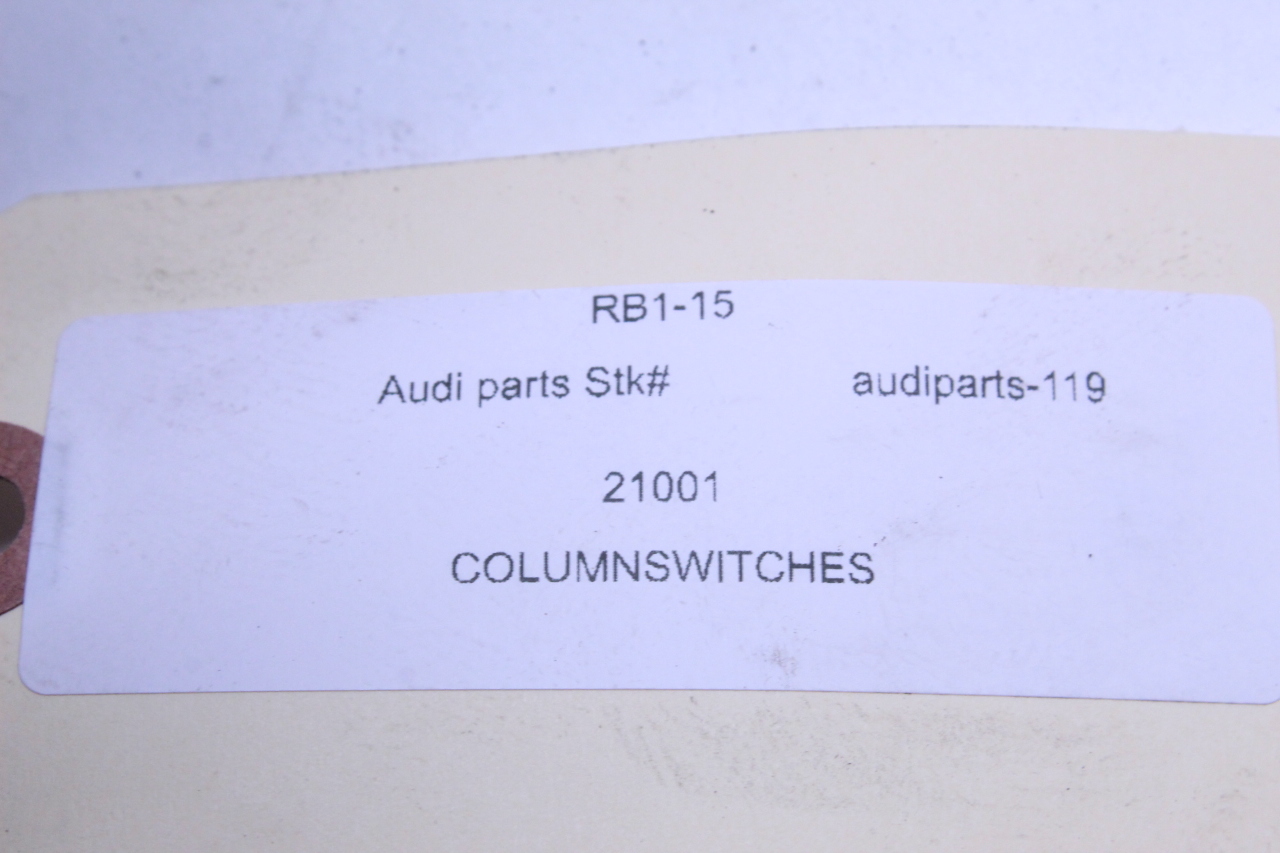 RB1-15
Audi parts Stk# audiparts-119
21001
COLUMNSWITCHES